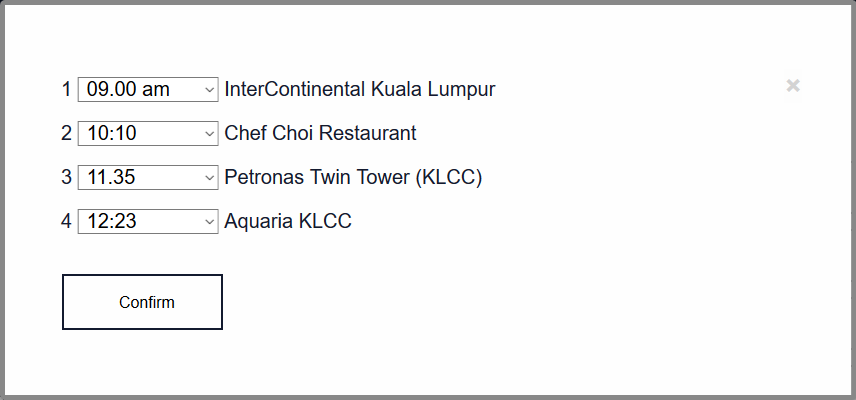 1 09.00 am InterContinental Kuala Lumpur
2 10:10 Chef Choi Restaurant
3 11.35 Petronas Twin Tower (KLCC)
4 12:23 Aquaria KLCC
Confirm